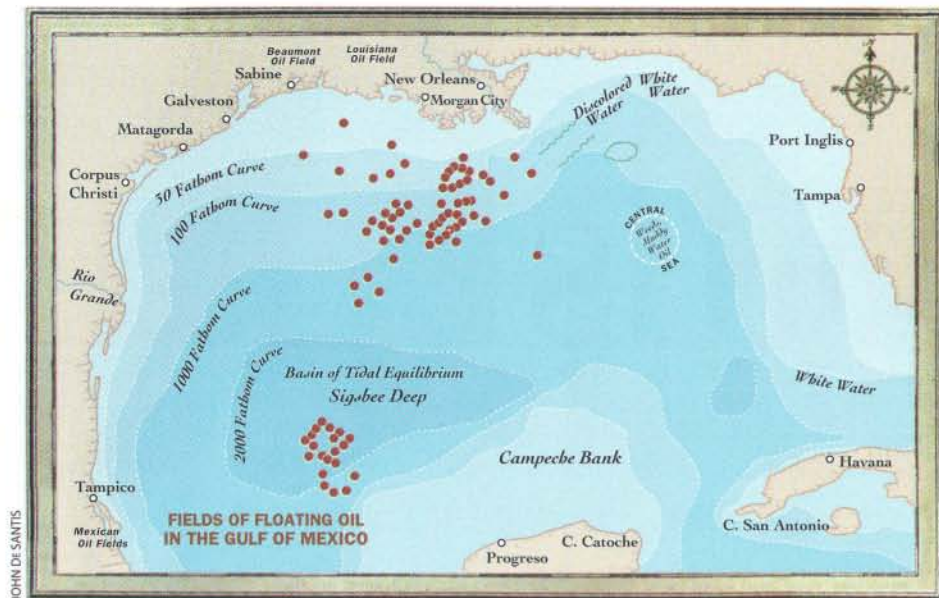 Beaumont
Oil Field
Louisiana
Oil Field
Sabine
New Orleans
Morgan City
Galveston
Matagorda
Corpus
Christi
Discolored White
Water
Water
Port Inglis
Tampa
50 Fathom Curve
100 Fathom Curve
CENTRAL
Weeds
Muddy
Water
Oil
SEA
Rio
Grande
1000 Fathom Curve
2000 Fathom Curve
Basin of Tidal Equilibrium
Sigsbee Deep
White Water
Campeche Bank
Havana
Tampico
Mexican
Oil Fields
FIELDS OF FLOATING OIL
IN THE GULF OF MEXICO
C. San Antonio
C. Catoche
Progreso
JOHN DE SANTIS